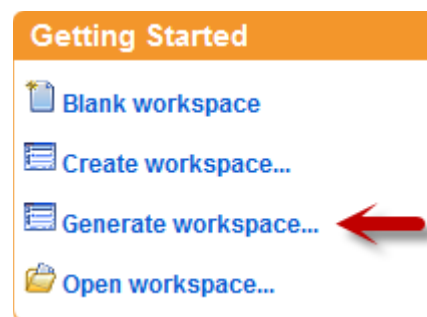 Getting Started
Blank workspace
Create workspace...
Generate workspace...
Open workspace...